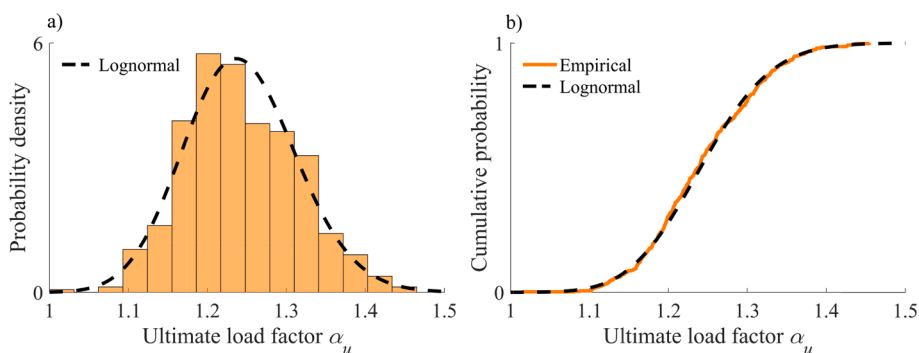 a)
6
Lognormal
Probability density
0
1 1.1 1.2 1.3 1.4 1.5
Ultimate load factor αu
b)
1
Empirical
Lognormal
Cumulative probability
0
1 1.1 1.2 1.3 1.4 1.5
Ultimate load factor αu